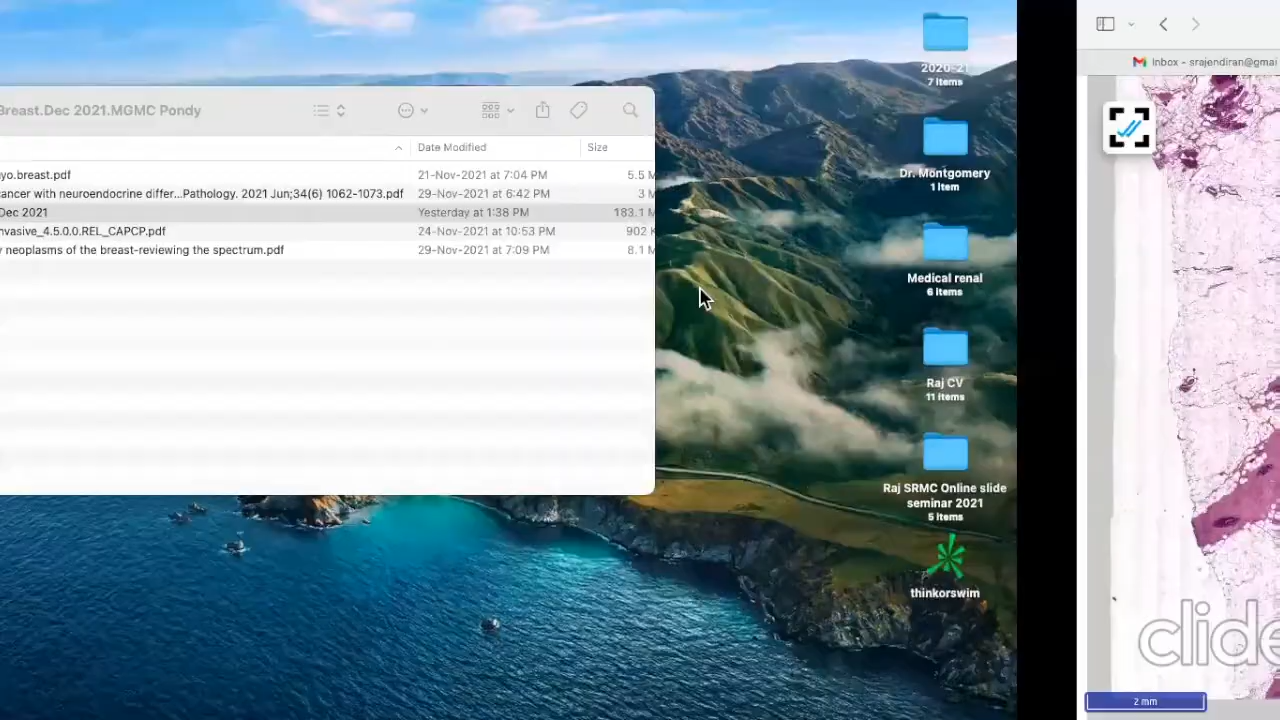 Breast.Dec 2021.MGMC Pondy
Date Modified
Size
yo.breast.pdf
21-Nov-2021 at 7:04 PM
5.5 M
cancer with neuroendocrine differ...Pathology, 2021 Jun;34(6) 1062-1073.pdf
29-Nov-2021 at 6:42 PM
3 M
Dec 2021
Yesterday at 1:38 PM
183.1 M
nvasive_4.5.0.0.REL_CAPCP.pdf
24-Nov-2021 at 10:53 PM
902 K
y neoplasms of the breast-reviewing the spectrum.pdf
29-Nov-2021 at 7:09 PM
8.1 M
2020-21
7 items
Dr. Montgomery
1 item
Medical renal
6 items
Raj CV
11 items
Raj SRMC Online slide
seminar 2021
5 items
thinkorswim
Inbox - srajendiran@gmai
clide
2 mm